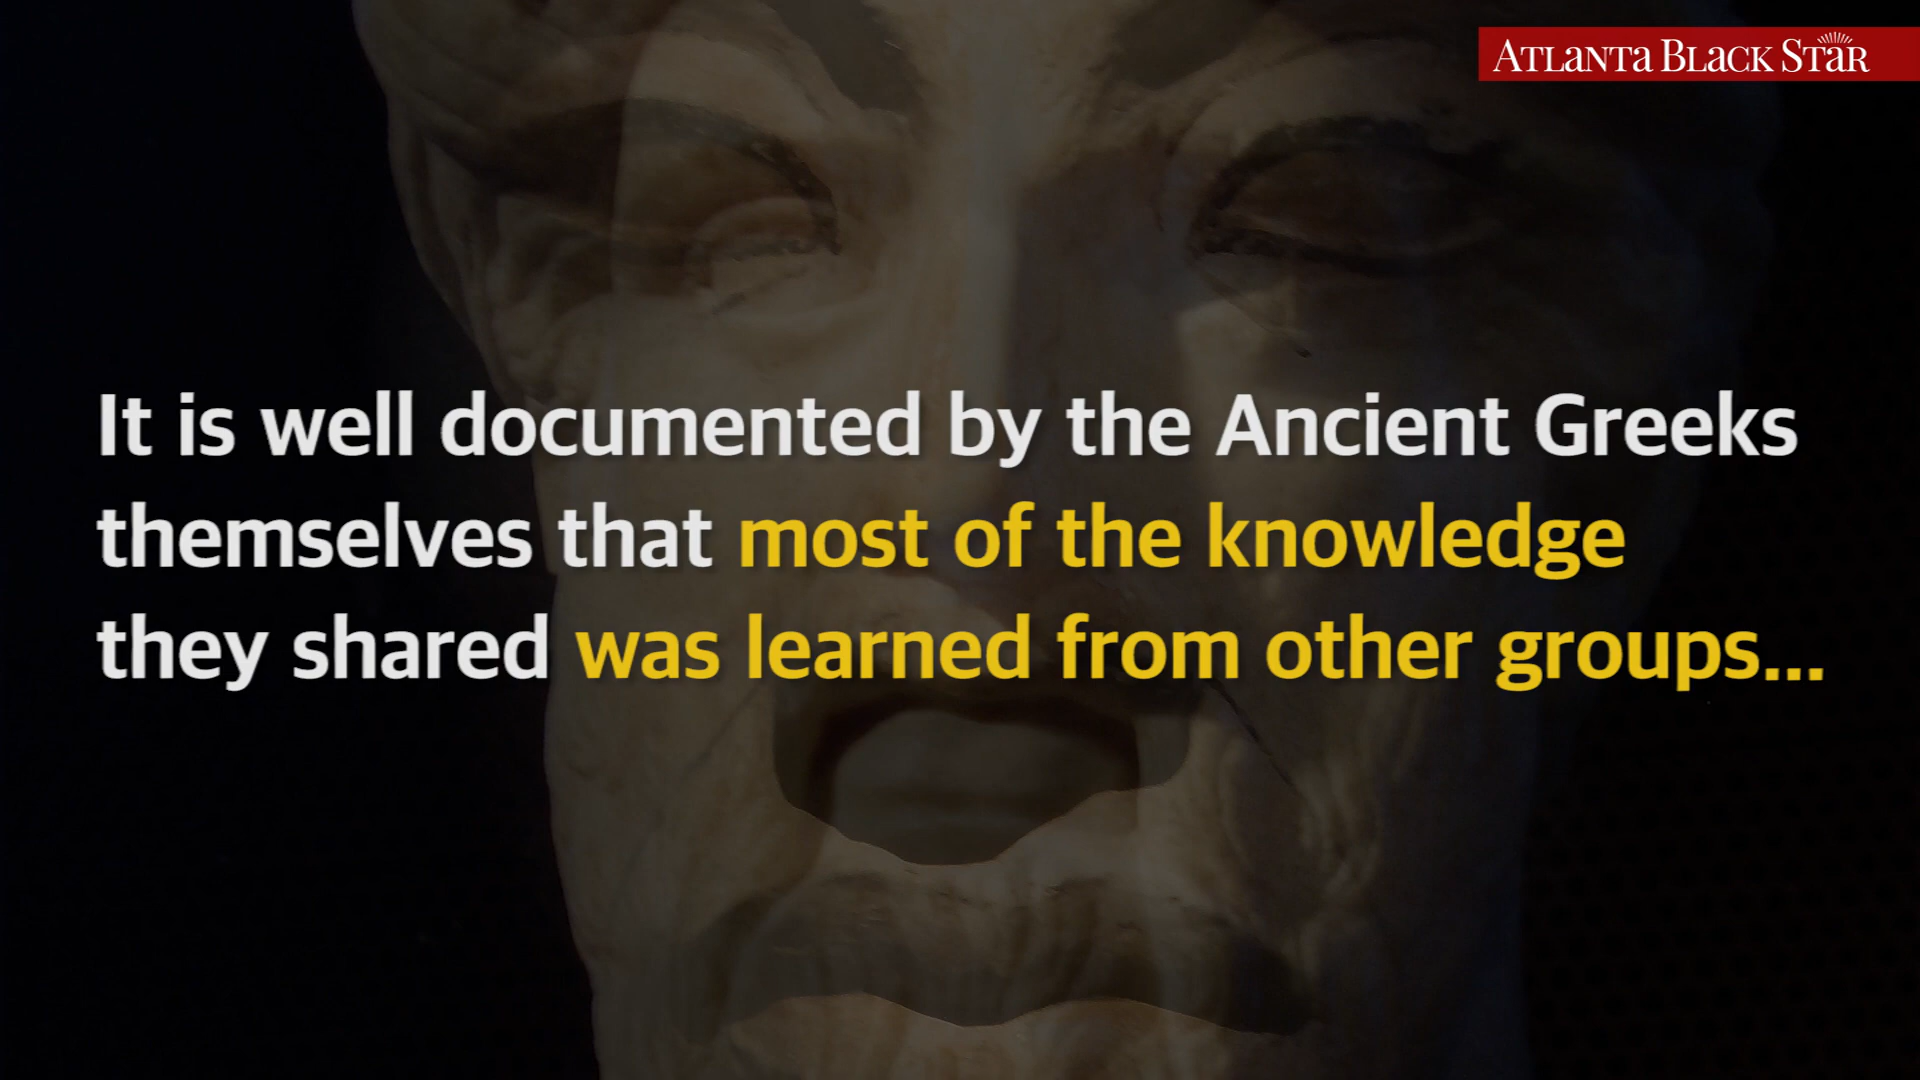 ATLANTA BLACK STAR
It is well documented by the Ancient Greeks
themselves that most of the knowledge
they shared was learned from other groups...